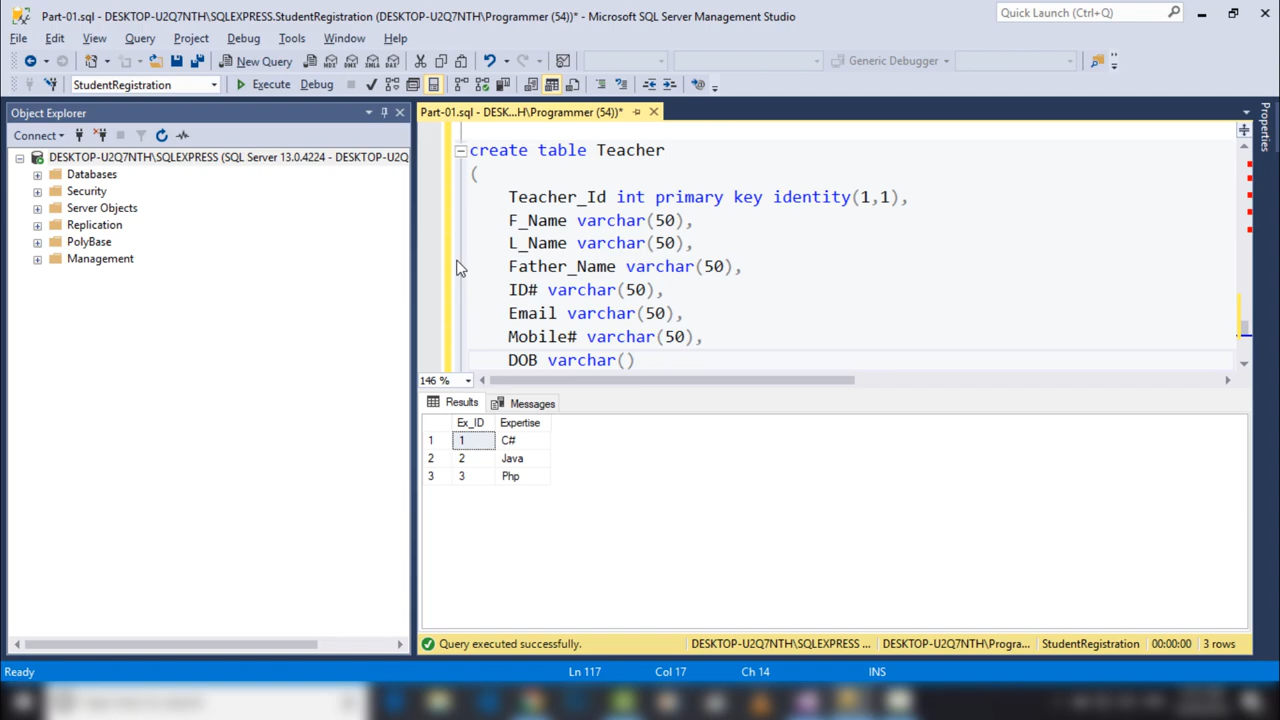 Part-01.sql - DESKTOP-U2Q7NTH\SQLEXPRESS.StudentRegistration (DESKTOP-U2Q7NTH\Programmer (54))* - Microsoft SQL Server Management Studio
Quick Launch (Ctrl+Q)
File Edit View Query Project Debug Tools Window Help
New Query
Generic Debugger
StudentRegistration
Execute Debug
Object Explorer
Part-01.sql - DESK...H\Programmer (54))*
Properties
Connect
DESKTOP-U2Q7NTH\SQLEXPRESS (SQL Server 13.0.4224 - DESKTOP-U2Q
Databases
Security
Server Objects
Replication
PolyBase
Management
create table Teacher
(
Teacher_Id int primary key identity(1,1),
F_Name varchar(50),
L_Name varchar(50),
Father_Name varchar(50),
ID# varchar(50),
Email varchar(50),
Mobile# varchar(50),
DOB varchar()
146 %
Results Messages
Ex_ID Expertise
1 1 C#
2 2 Java
3 3 Php
Query executed successfully.
DESKTOP-U2Q7NTH\SQLEXPRESS ... DESKTOP-U2Q7NTH\Progra... StudentRegistration 00:00:00 3 rows
Ready Ln 117 Col 17 Ch 14 INS